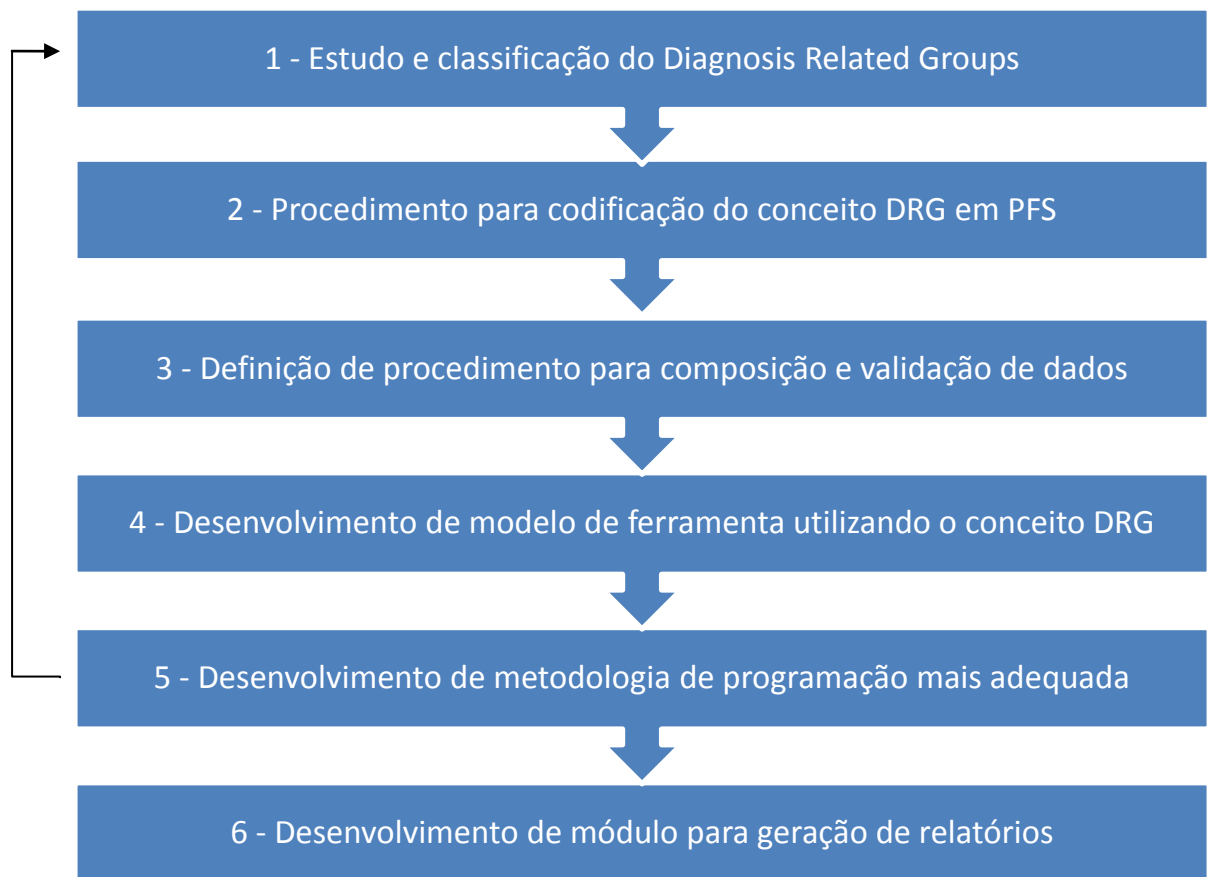 1 - Estudo e classificação do Diagnosis Related Groups
2 - Procedimento para codificação do conceito DRG em PFS
3 - Definição de procedimento para composição e validação de dados
4 - Desenvolvimento de modelo de ferramenta utilizando o conceito DRG
5 - Desenvolvimento de metodologia de programação mais adequada
6 - Desenvolvimento de módulo para geração de relatórios